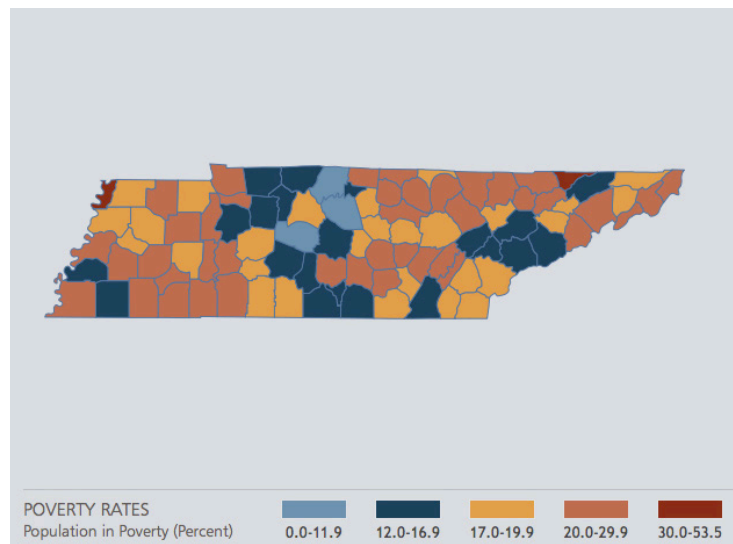 POVERTY RATES
Population in Poverty (Percent)
0.0-11.9
12.0-16.9
17.0-19.9
20.0-29.9
30.0-53.5